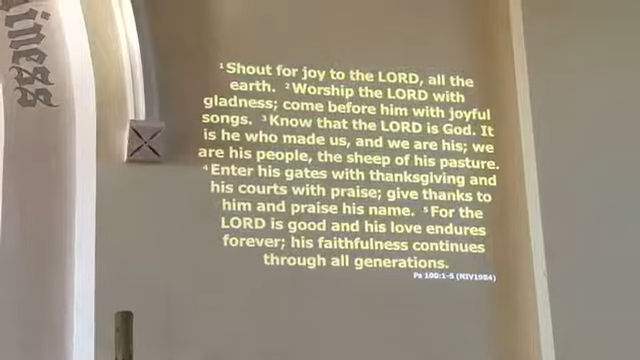 iness
¹Shout for joy to the LORD, all the
earth. ²Worship the LORD with
gladness; come before him with joyful
songs. ³Know that the LORD is God. It
is he who made us, and we are his; we
are his people, the sheep of his pasture.
⁴Enter his gates with thanksgiving and
his courts with praise; give thanks to
him and praise his name. ⁵For the
LORD is good and his love endures
forever; his faithfulness continues
through all generations.
Ps 100:1-5 (NIV1984)